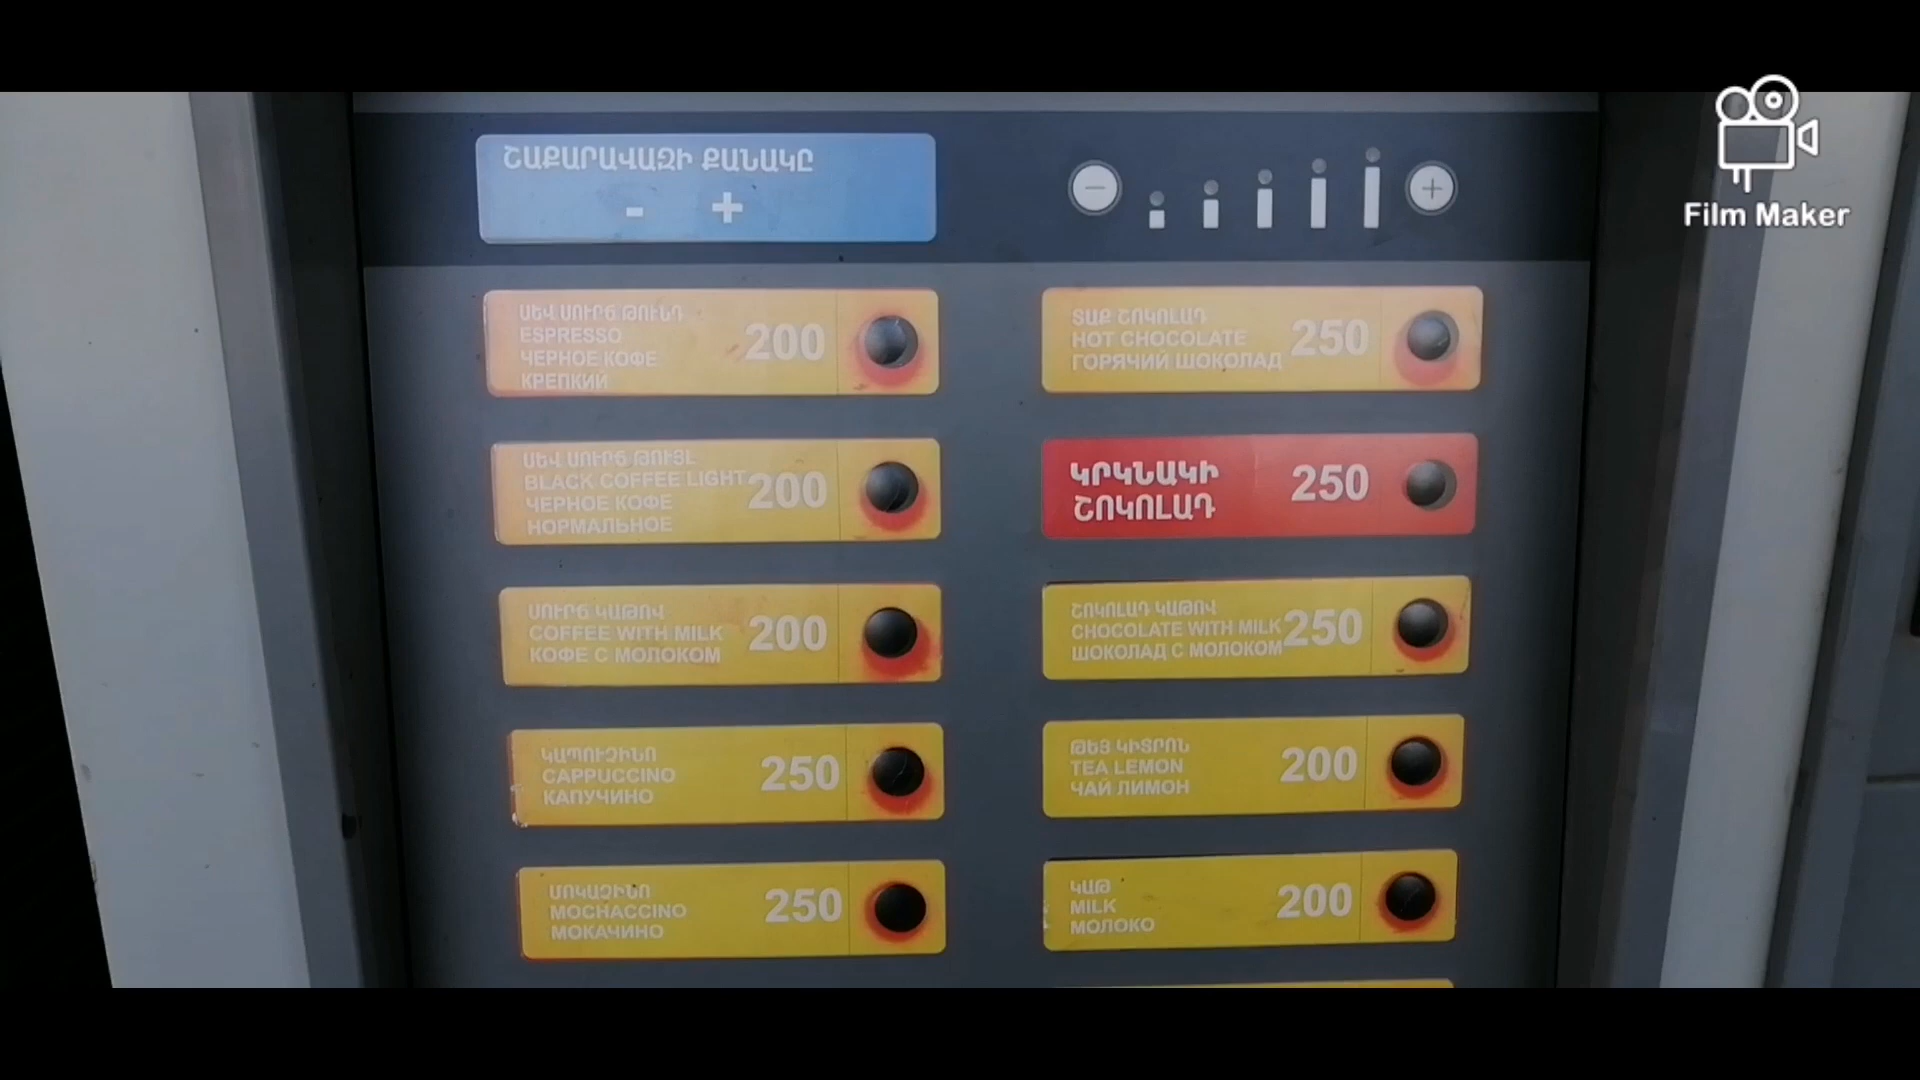 ՇԱՔԱՐԱՎԱԶԻ ՔԱՆԱԿԸ
- +
- +
Film Maker
ՍԵՎ ՍՈՒՐՃ ԹՈՒՆԴ
ESPRESSO
ЧЕРНОЕ КОФЕ
КРЕПКИЙ
200
ՍԵՎ ՍՈՒՐՃ ԹՈՒՅԼ
BLACK COFFEE LIGHT
ЧЕРНОЕ КОФЕ
НОРМАЛЬНОЕ
200
ՍՈՒՐՃ ԿԱԹՈՎ
COFFEE WITH MILK
КОФЕ С МОЛОКОМ
200
ԿԱՊՈՒՉԻՆՈ
CAPPUCCINO
КАПУЧИНО
250
ՄՈԿԱՉԻՆՈ
MOCHACCINO
МОКАЧИНО
250
ՏԱՔ ՇՈԿՈԼԱԴ
HOT CHOCOLATE
ГОРЯЧИЙ ШОКОЛАД
250
ԿՐԿՆԱԿԻ
ՇՈԿՈԼԱԴ
250
ՇՈԿՈԼԱԴ ԿԱԹՈՎ
CHOCOLATE WITH MILK
ШОКОЛАД С МОЛОКОМ
250
ԹԵՅ ԿԻՏՐՈՆ
TEA LEMON
ЧАЙ ЛИМОН
200
ԿԱԹ
MILK
МОЛОКО
200